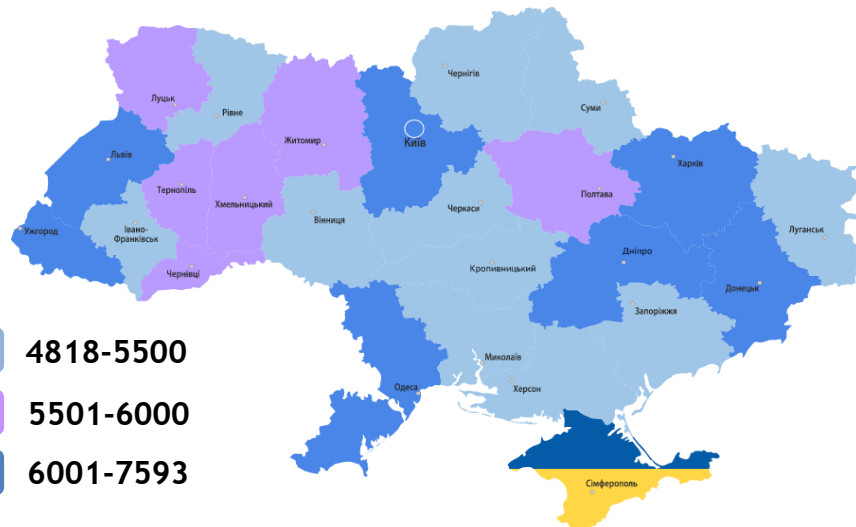 Чернігів
Луцьк
Суми
Рівне
Житомир
Київ
Львів
Харків
Тернопіль
Хмельницький
Полтава
Черкаси
Вінниця
Луганськ
Ужгород
Івано-
Франківськ
Дніпро
Чернівці
Кропивницький
Донецьк
Запоріжжя
4818-5500
Миколаїв
Одеса
Херсон
5501-6000
6001-7593
Сімферополь